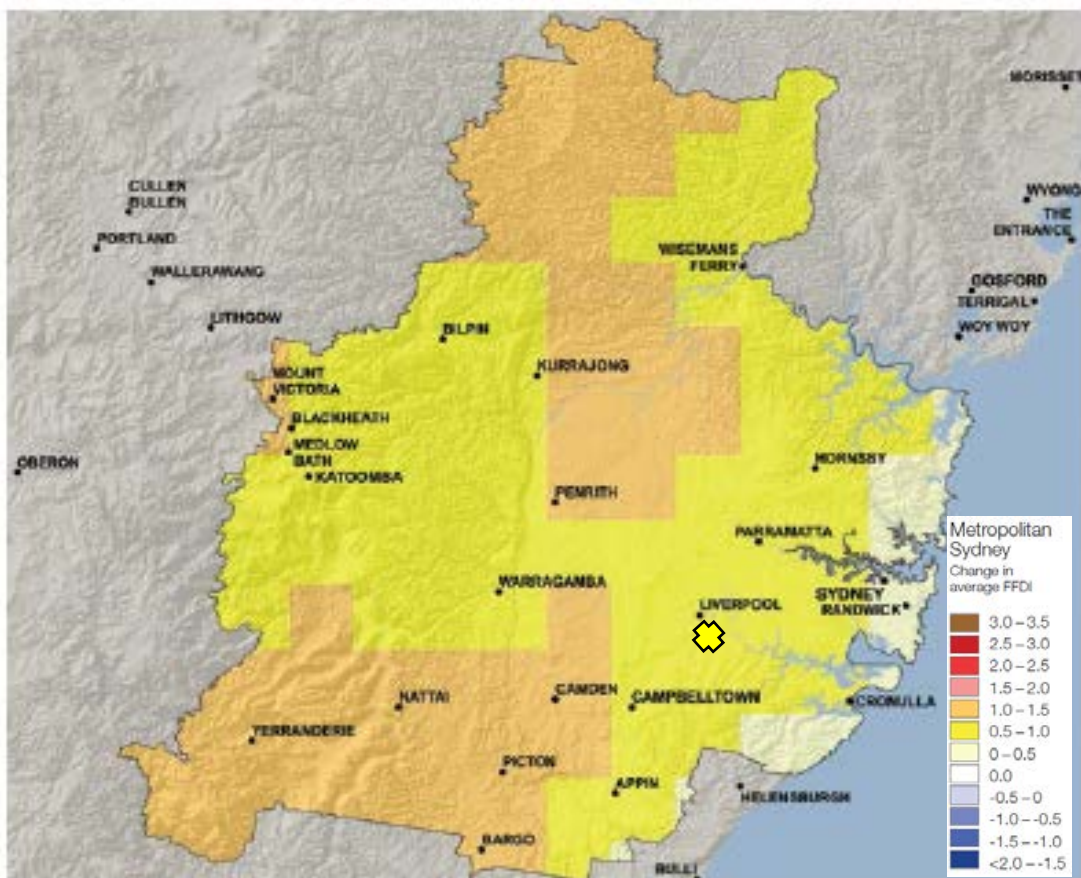 MORISSET
CULLEN
BULLEN
WYONG
PORTLAND
THE
ENTRANCE
WISEMANS
FERRY
WALLERAWANG
GOSFORD
TERRIGAL
LITHGOW
BILPIN
WOY WOY
KURRAJONG
MOUNT
VICTORIA
BLACKHEATH
MEDLOW
BATH
OBERON
HORNSBY
KATOOMBA
PENRITH
PARRAMATTA
WARRAGAMBA
SYDNEY
RANDWICK
LIVERPOOL
NATTAI
CAMDEN
CAMPBELLTOWN
CRONULLA
YERRANDERIE
PICTON
APPIN
HELENSBURGH
BARGO
BULLI
Metropolitan
Sydney
Change in
average FFDI
3.0 – 3.5
2.5 – 3.0
2.0 – 2.5
1.5 – 2.0
1.0 – 1.5
0.5 – 1.0
0 – 0.5
0.0
-0.5 – 0
-1.0 – -0.5
-1.5 – -1.0
<2.0 – -1.5